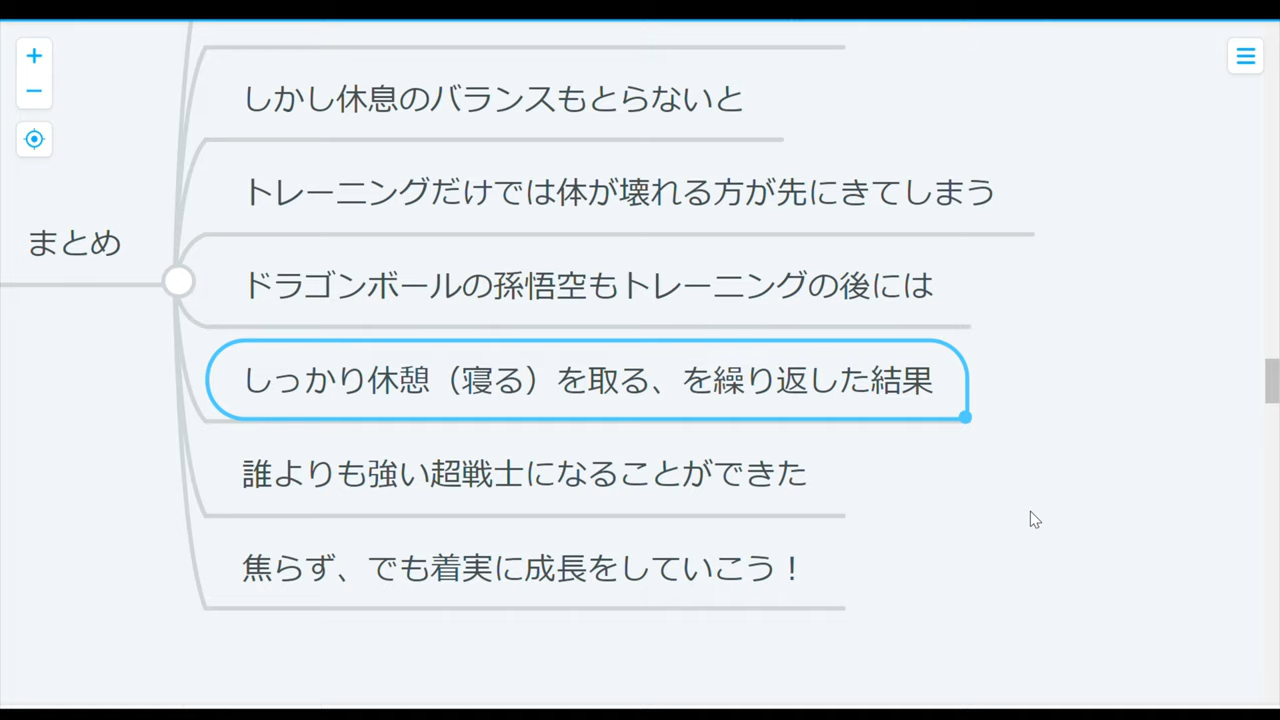 しかし休息のバランスもとらないと
トレーニングだけでは体が壊れる方が先にきてしまう
まとめ
ドラゴンボールの孫悟空もトレーニングの後には
しっかり休憩（寝る）を取る、を繰り返した結果
誰よりも強い超戦士になることができた
焦らず、でも着実に成長をしていこう！